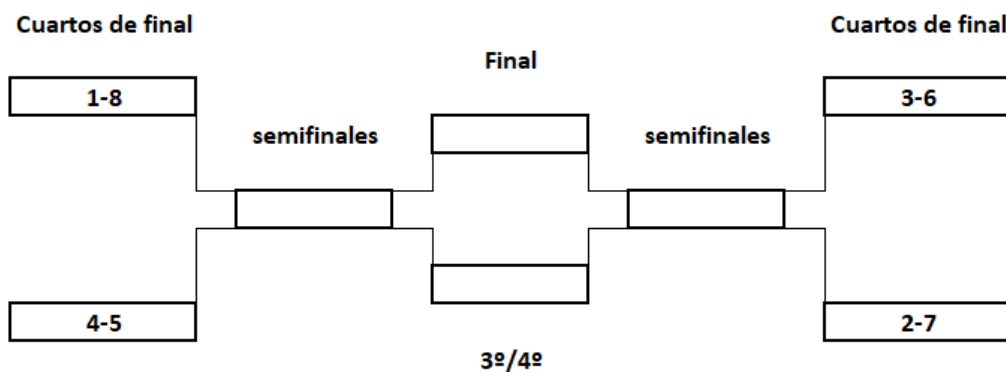 Cuartos de final
Cuartos de final
Final
1-8
3-6
semifinales
semifinales
4-5
2-7
3º/4º